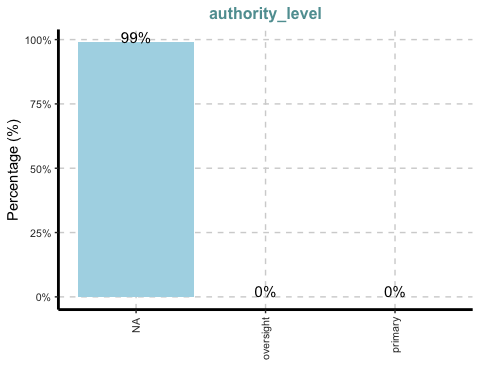 authority_level
Percentage (%)
100%
75%
50%
25%
0%
99%
0%
0%
NA
oversight
primary